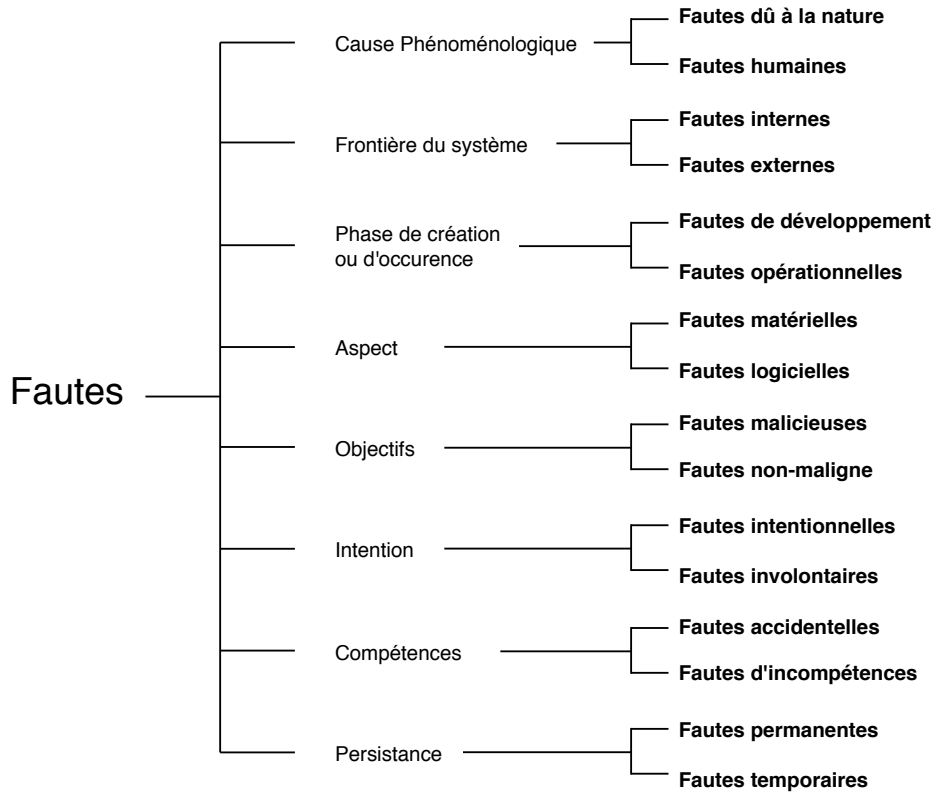 Fautes
Cause Phénoménologique
Fautes dû à la nature
Fautes humaines
Frontière du système
Fautes internes
Fautes externes
Phase de création
ou d'occurence
Fautes de développement
Fautes opérationnelles
Aspect
Fautes matérielles
Fautes logicielles
Objectifs
Fautes malicieuses
Fautes non-maligne
Intention
Fautes intentionnelles
Fautes involontaires
Compétences
Fautes accidentelles
Fautes d'incompétences
Persistance
Fautes permanentes
Fautes temporaires